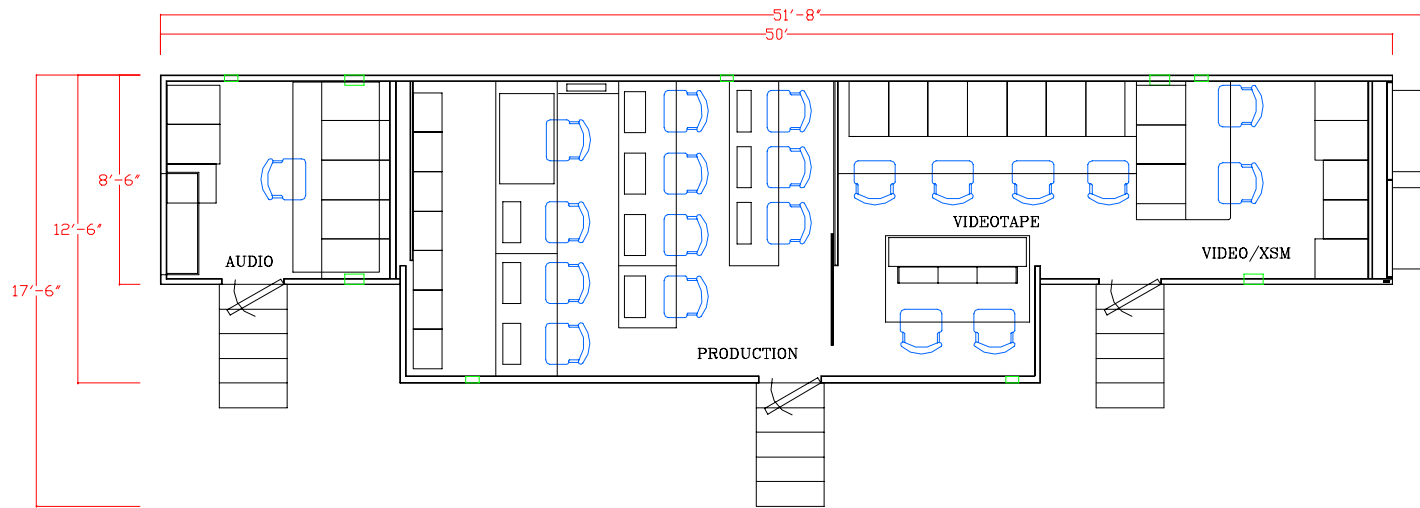 51'-8"
50'
8'-6"
12'-6"
17'-6"
VIDEOTAPE
AUDIO
VIDEO/XSM
PRODUCTION